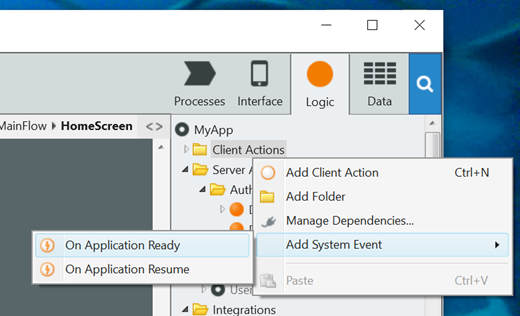 Processes Interface Logic Data
MainFlow HomeScreen <>
MyApp
Client Actions
Server A
Auth
D
D
User
Integrations
Add Client Action Ctrl+N
Add Folder
Manage Dependencies...
Add System Event
Paste Ctrl+V
On Application Ready
On Application Resume